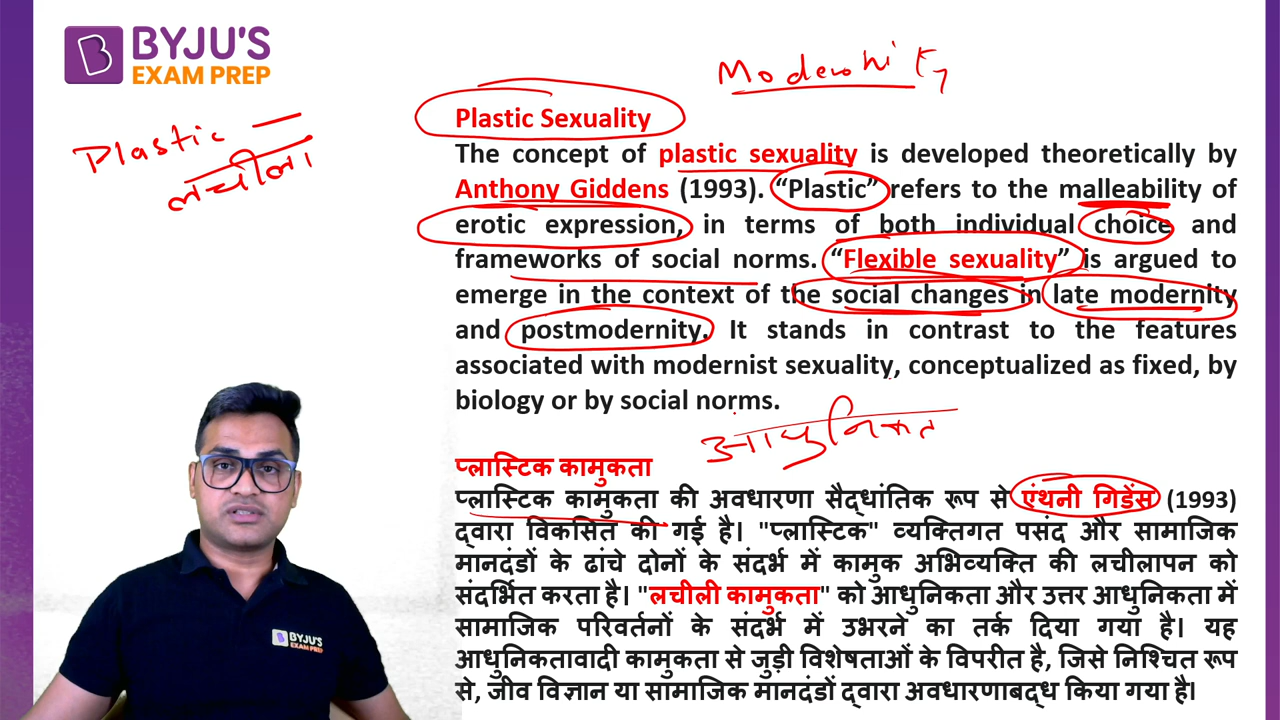 BYJU'S
EXAM PREP
Modernity
Plastic –
लचीला
Plastic Sexuality
The concept of plastic sexuality is developed theoretically by
Anthony Giddens (1993). “Plastic” refers to the malleability of
erotic expression, in terms of both individual choice and
frameworks of social norms. “Flexible sexuality” is argued to
emerge in the context of the social changes in late modernity
and postmodernity. It stands in contrast to the features
associated with modernist sexuality, conceptualized as fixed, by
biology or by social norms.
प्लास्टिक कामुकता
प्लास्टिक कामुकता की अवधारणा सैद्धांतिक रूप से एंथनी गिडेंस (1993)
द्वारा विकसित की गई है। "प्लास्टिक" व्यक्तिगत पसंद और सामाजिक
मानदंडों के ढांचे दोनों के संदर्भ में कामुक अभिव्यक्ति की लचीलापन को
संदर्भित करता है। "लचीली कामुकता" को आधुनिकता और उत्तर आधुनिकता में
सामाजिक परिवर्तनों के संदर्भ में उभरने का तर्क दिया गया है। यह
आधुनिकतावादी कामुकता से जुड़ी विशेषताओं के विपरीत है, जिसे निश्चित रूप
से, जीव विज्ञान या सामाजिक मानदंडों द्वारा अवधारणाबद्ध किया गया है।
BYJU'S
EXAM PREP